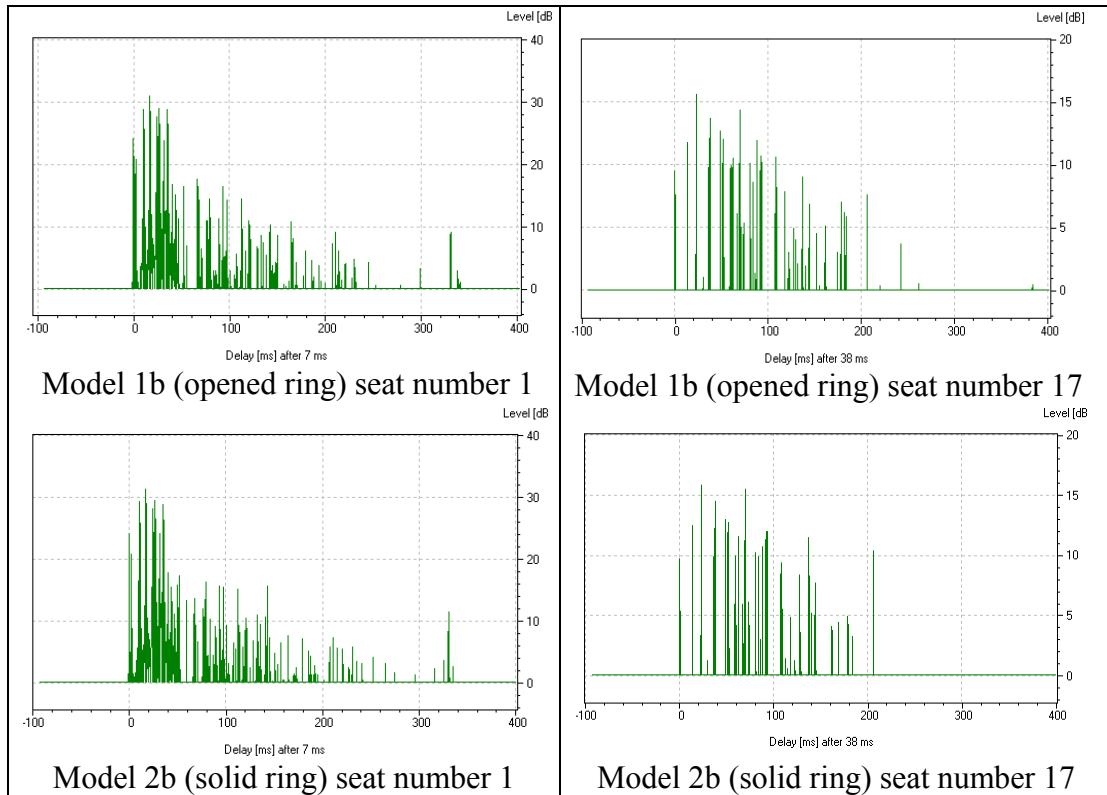 Level [dB
40
30
20
10
0
-100 0 100 200 300 400
Delay [ms] after 7 ms
Model 1b (opened ring) seat number 1
Level [dB]
20
15
10
5
0
-100 0 100 200 300 400
Delay [ms] after 38 ms
Model 1b (opened ring) seat number 17
Level [dB
40
30
20
10
0
-100 0 100 200 300 400
Delay [ms] after 7 ms
Model 2b (solid ring) seat number 1
Level [dB
20
15
10
5
0
-100 0 100 200 300 400
Delay [ms] after 38 ms
Model 2b (solid ring) seat number 17